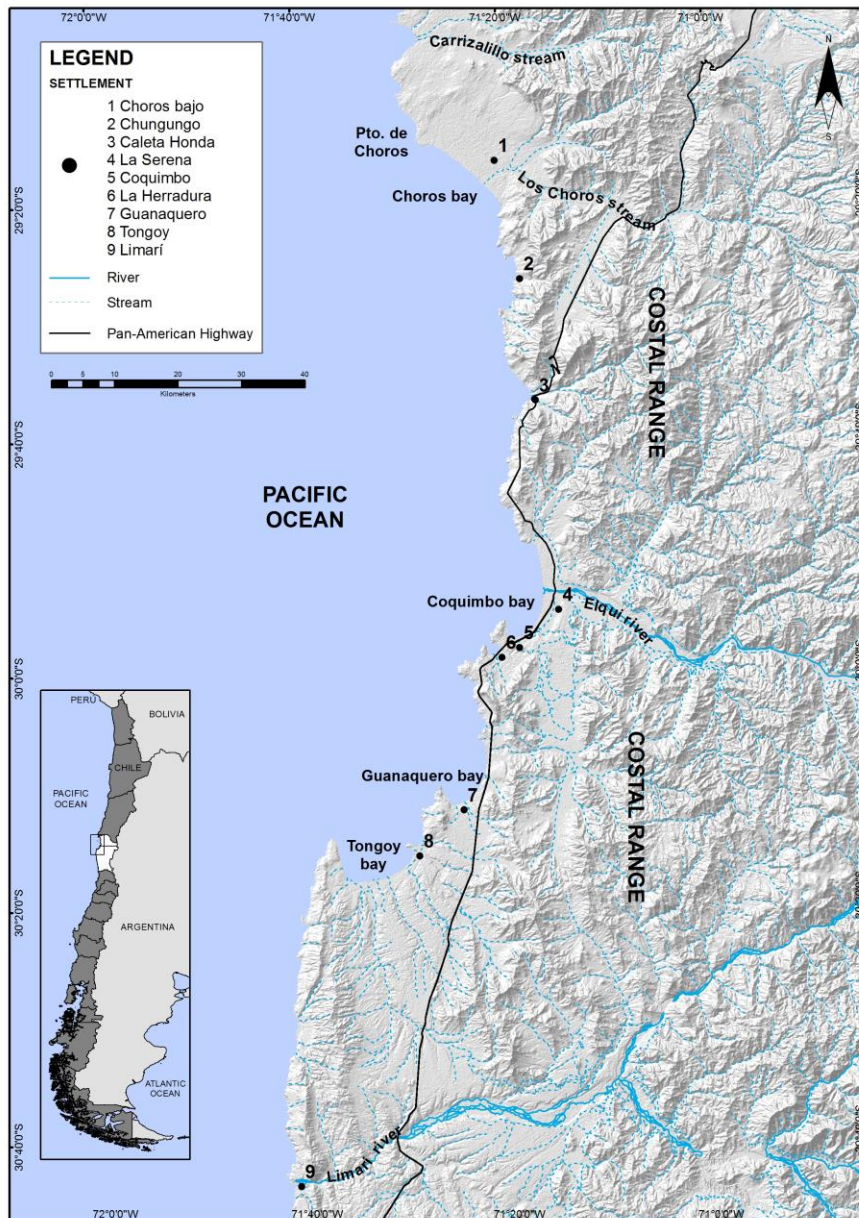 72°0'0"W
71°40'0"W
71°20'0"W
71°0'0"W
LEGEND
SETTLEMENT
1 Choros bajo
2 Chungungo
3 Caleta Honda
4 La Serena
5 Coquimbo
6 La Herradura
7 Guanaquero
8 Tongoy
9 Limarí
River
Stream
Pan-American Highway
0 5 10 20 30 40
Kilometers
N
S
Carrizalillo stream
Pto. de
Choros
1
Los Choros stream
Choros bay
29°20'0"S
2
COSTAL RANGE
3
29°40'0"S
PACIFIC
OCEAN
Coquimbo bay
4
Elqui river
5
6
30°0'0"S
COSTAL RANGE
Guanaquero bay
7
Tongoy
bay
8
30°20'0"S
PERÚ
BOLIVIA
CHILE
PACIFIC
OCEAN
ARGENTINA
ATLANTIC
OCEAN
30°40'0"S
Limarí river
9
72°0'0"W
71°40'0"W
71°20'0"W
71°0'0"W